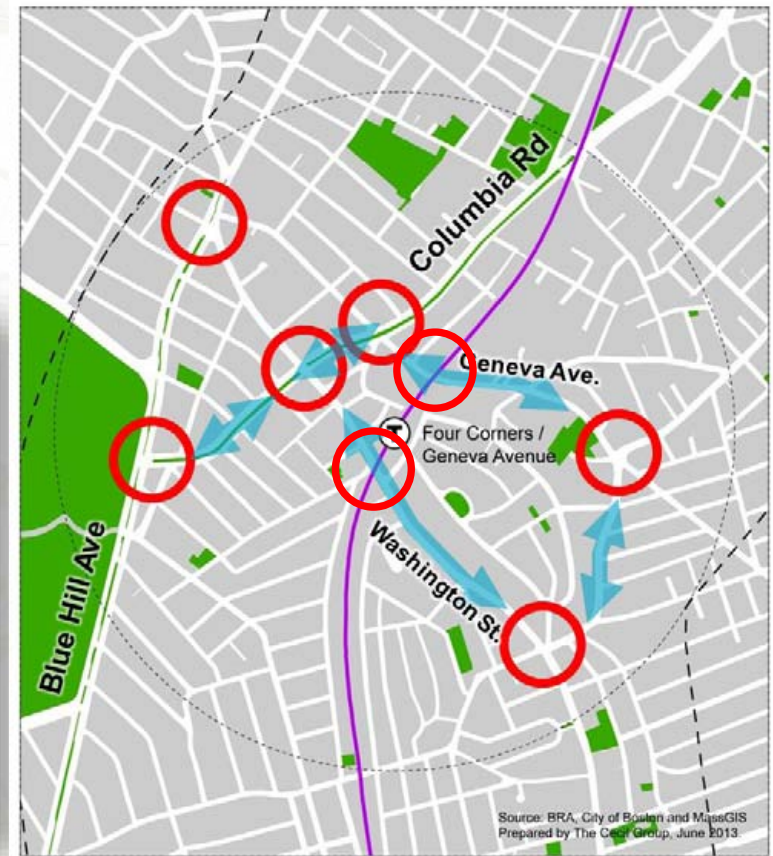 Columbia Rd
Geneva Ave.
T
Four Corners /
Geneva Avenue
Washington St.
Blue Hill Ave
Source: BRA, City of Boston and MassGIS
Prepared by The Cecil Group, June 2013